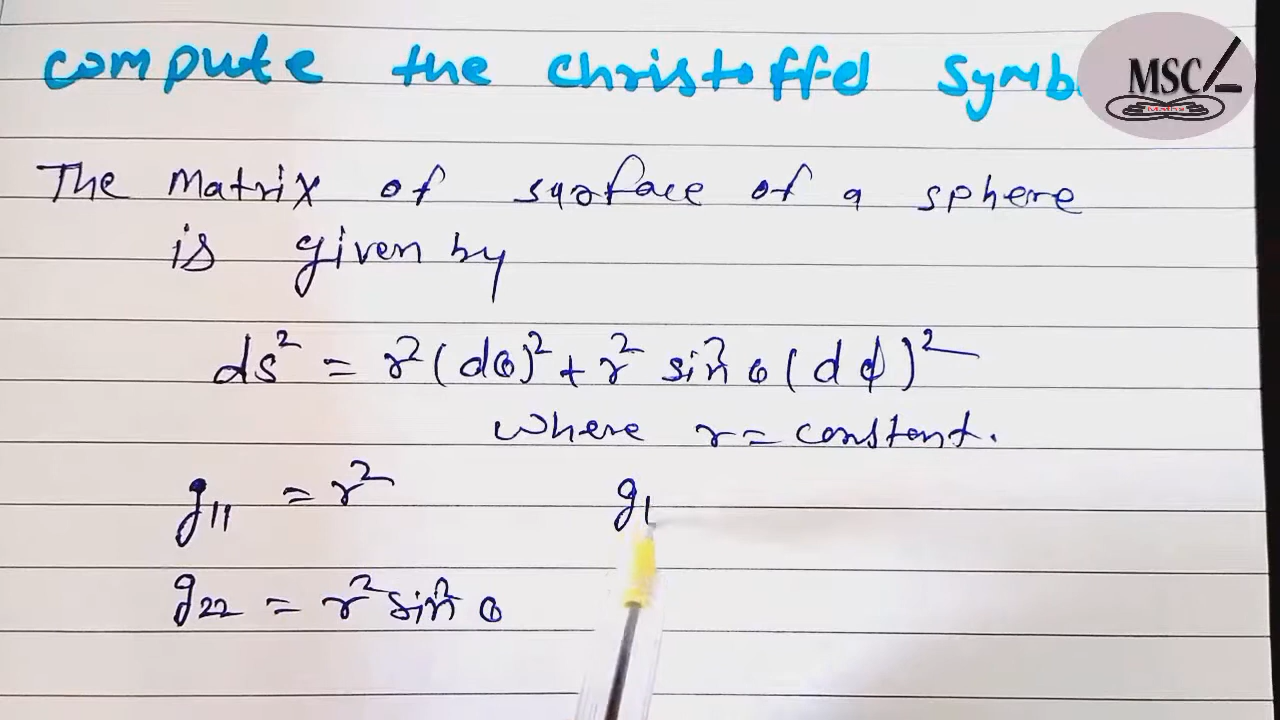 compute the Christoffel Symb
MSC
The Matrix of surface of a sphere
is given by
ds² = r²(dθ)² + r² sin²θ (dϕ)²
where r = constant.
g₁₁ = r² g₁
g₂₂ = r² sin²θ